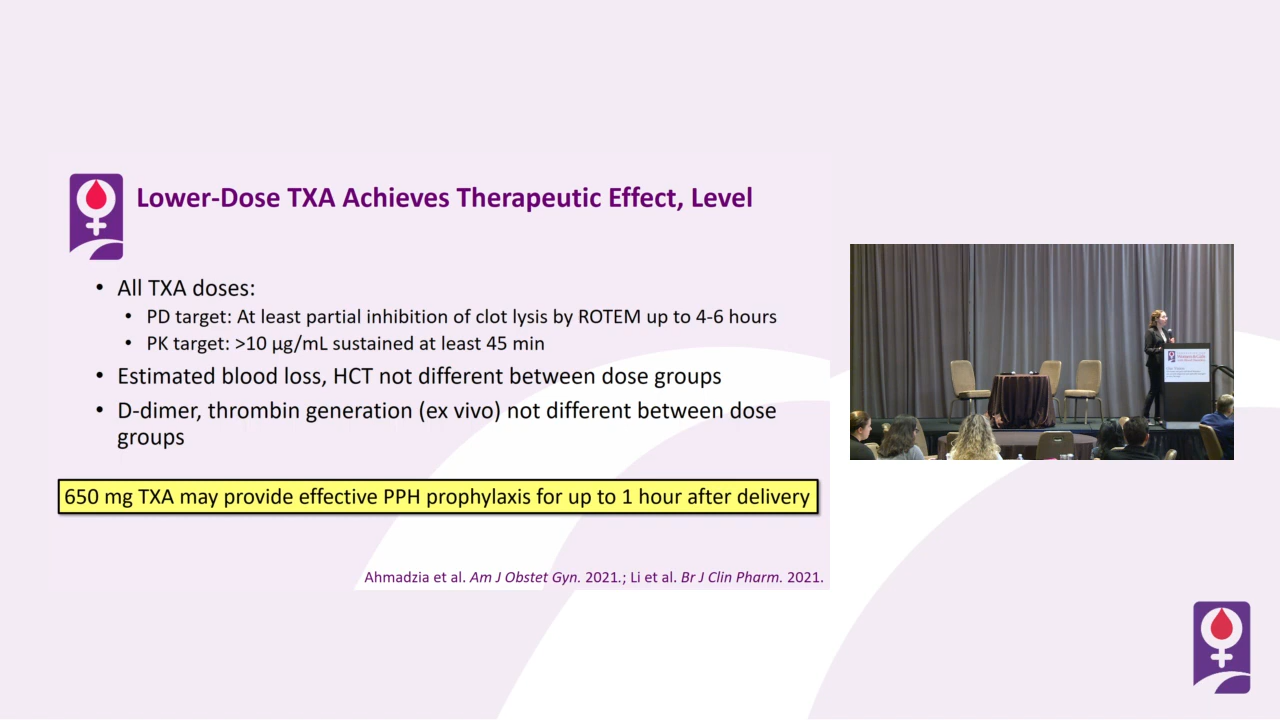 Lower-Dose TXA Achieves Therapeutic Effect, Level
• All TXA doses:
• PD target: At least partial inhibition of clot lysis by ROTEM up to 4-6 hours
• PK target: >10 µg/mL sustained at least 45 min
• Estimated blood loss, HCT not different between dose groups
• D-dimer, thrombin generation (ex vivo) not different between dose
groups
650 mg TXA may provide effective PPH prophylaxis for up to 1 hour after delivery
Ahmadzia et al. Am J Obstet Gyn. 2021.; Li et al. Br J Clin Pharm. 2021.